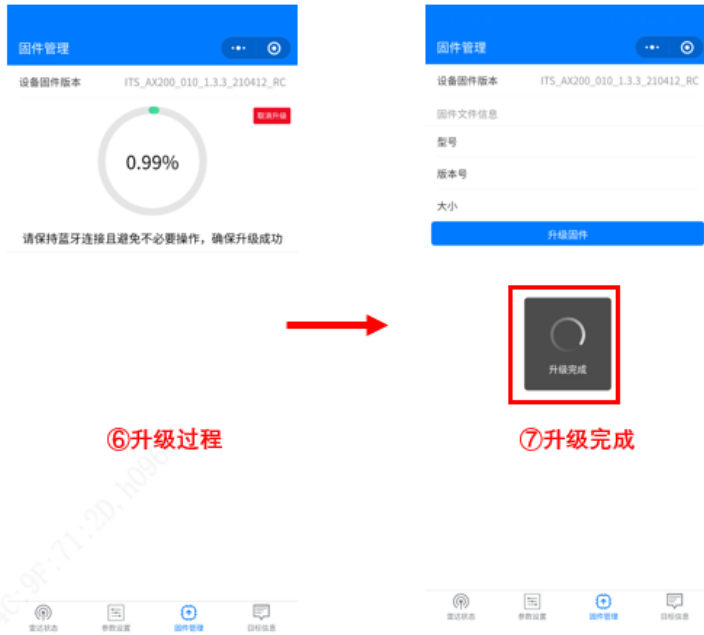 固件管理
设备固件版本 ITS_AX200_010_1.3.3_210412_RC
取消升级
0.99%
请保持蓝牙连接且避免不必要操作，确保升级成功
⑥升级过程
雷达状态 参数设置 固件管理 目标信息
固件管理
设备固件版本 ITS_AX200_010_1.3.3_210412_RC
固件文件信息
型号
版本号
大小
升级固件
升级完成
⑦升级完成
雷达状态 参数设置 固件管理 目标信息